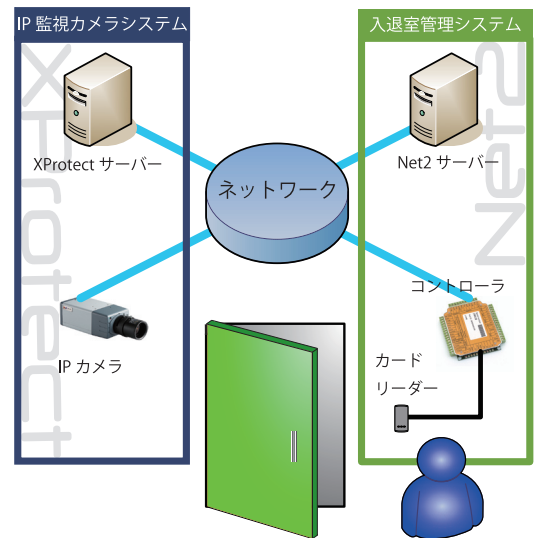 IP 監視カメラシステム
入退室管理システム
XProtect
Net2
XProtect サーバー
Net2 サーバー
ネットワーク
コントローラ
IP カメラ
カード
リーダー